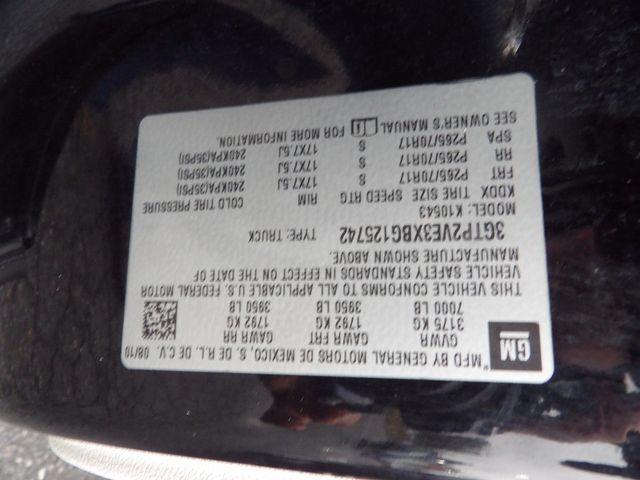 GM
*MFD BY GENERAL MOTORS DE MEXICO, S. DE R.L. DE C.V. 08/10
GVWR GAWR FRT GAWR RR
3175 KG 1792 KG 1792 KG
7000 LB 3950 LB 3950 LB
THIS VEHICLE CONFORMS TO ALL APPLICABLE U.S. FEDERAL MOTOR
VEHICLE SAFETY STANDARDS IN EFFECT ON THE DATE OF
MANUFACTURE SHOWN ABOVE.
3GTP2VE3XBG125742 TYPE: TRUCK
MODEL: K10543
KDDX TIRE SIZE SPEED RTG RIM COLD TIRE PRESSURE
FRT P265/70R17 S 17X7.5J 240KPA(35PSI)
RR P265/70R17 S 17X7.5J 240KPA(35PSI)
SPA P265/70R17 S 17X7.5J 240KPA(35PSI)
SEE OWNER'S MANUAL FOR MORE INFORMATION.